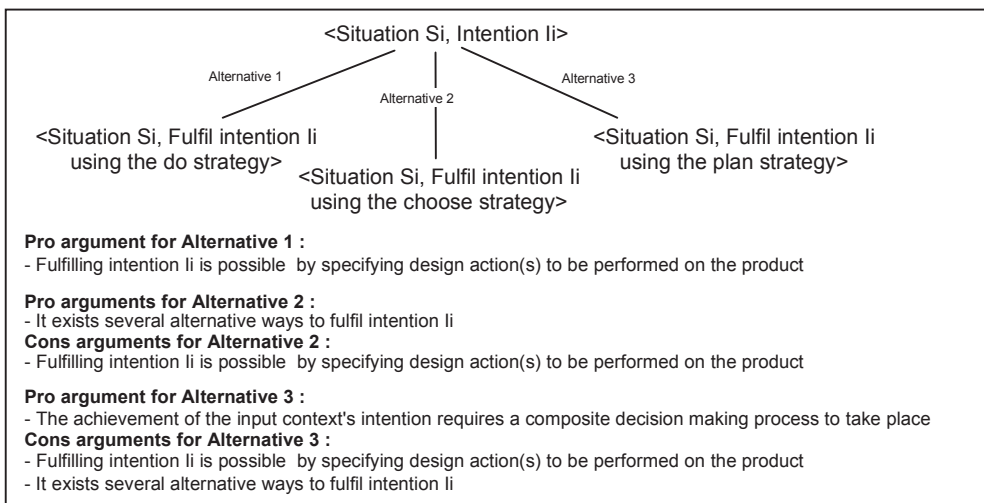 <Situation Si, Intention Ii>
Alternative 1
Alternative 2
Alternative 3
<Situation Si, Fulfil intention Ii
using the do strategy>
<Situation Si, Fulfil intention Ii
using the choose strategy>
<Situation Si, Fulfil intention Ii
using the plan strategy>
Pro argument for Alternative 1 :
- Fulfilling intention Ii is possible by specifying design action(s) to be performed on the product
Pro arguments for Alternative 2 :
- It exists several alternative ways to fulfil intention Ii
Cons arguments for Alternative 2 :
- Fulfilling intention Ii is possible by specifying design action(s) to be performed on the product
Pro argument for Alternative 3 :
- The achievement of the input context's intention requires a composite decision making process to take place
Cons arguments for Alternative 3 :
- Fulfilling intention Ii is possible by specifying design action(s) to be performed on the product
- It exists several alternative ways to fulfil intention Ii